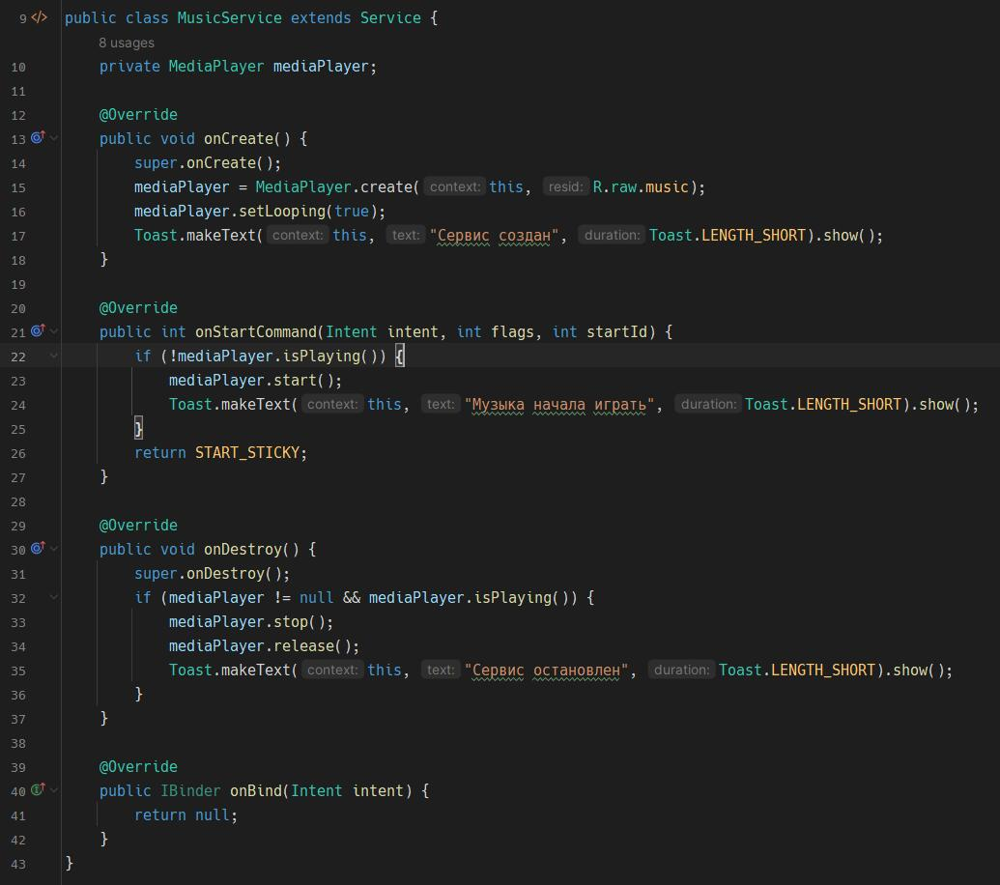 9 public class MusicService extends Service {
8 usages
10 private MediaPlayer mediaPlayer;
11
12 @Override
13 public void onCreate() {
14 super.onCreate();
15 mediaPlayer = MediaPlayer.create( context: this, resid: R.raw.music);
16 mediaPlayer.setLooping(true);
17 Toast.makeText( context: this, text: "Сервис создан", duration: Toast.LENGTH_SHORT).show();
18 }
19
20 @Override
21 public int onStartCommand(Intent intent, int flags, int startId) {
22 if (!mediaPlayer.isPlaying()) {
23 mediaPlayer.start();
24 Toast.makeText( context: this, text: "Музыка начала играть", duration: Toast.LENGTH_SHORT).show();
25 }
26 return START_STICKY;
27 }
28
29 @Override
30 public void onDestroy() {
31 super.onDestroy();
32 if (mediaPlayer != null && mediaPlayer.isPlaying()) {
33 mediaPlayer.stop();
34 mediaPlayer.release();
35 Toast.makeText( context: this, text: "Сервис остановлен", duration: Toast.LENGTH_SHORT).show();
36 }
37 }
38
39 @Override
40 public IBinder onBind(Intent intent) {
41 return null;
42 }
43 }